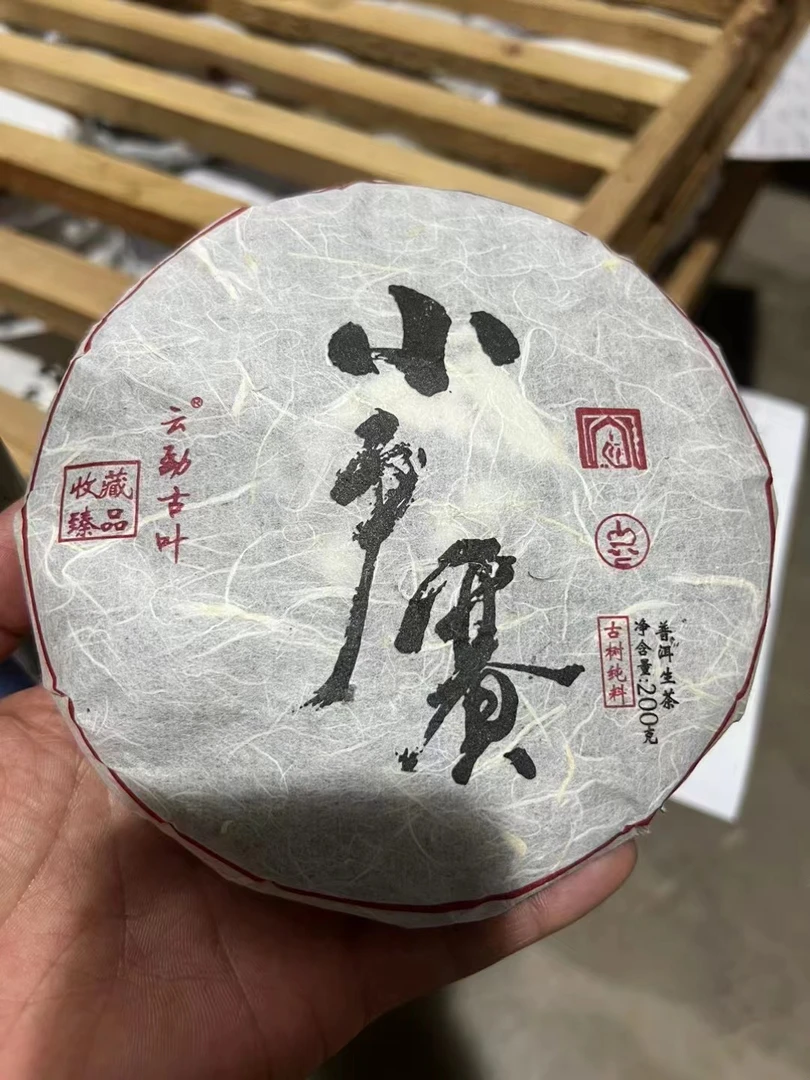 小户赛
云勐古叶®
收藏
臻品
普洱生茶
净含量:200克
古树纯料